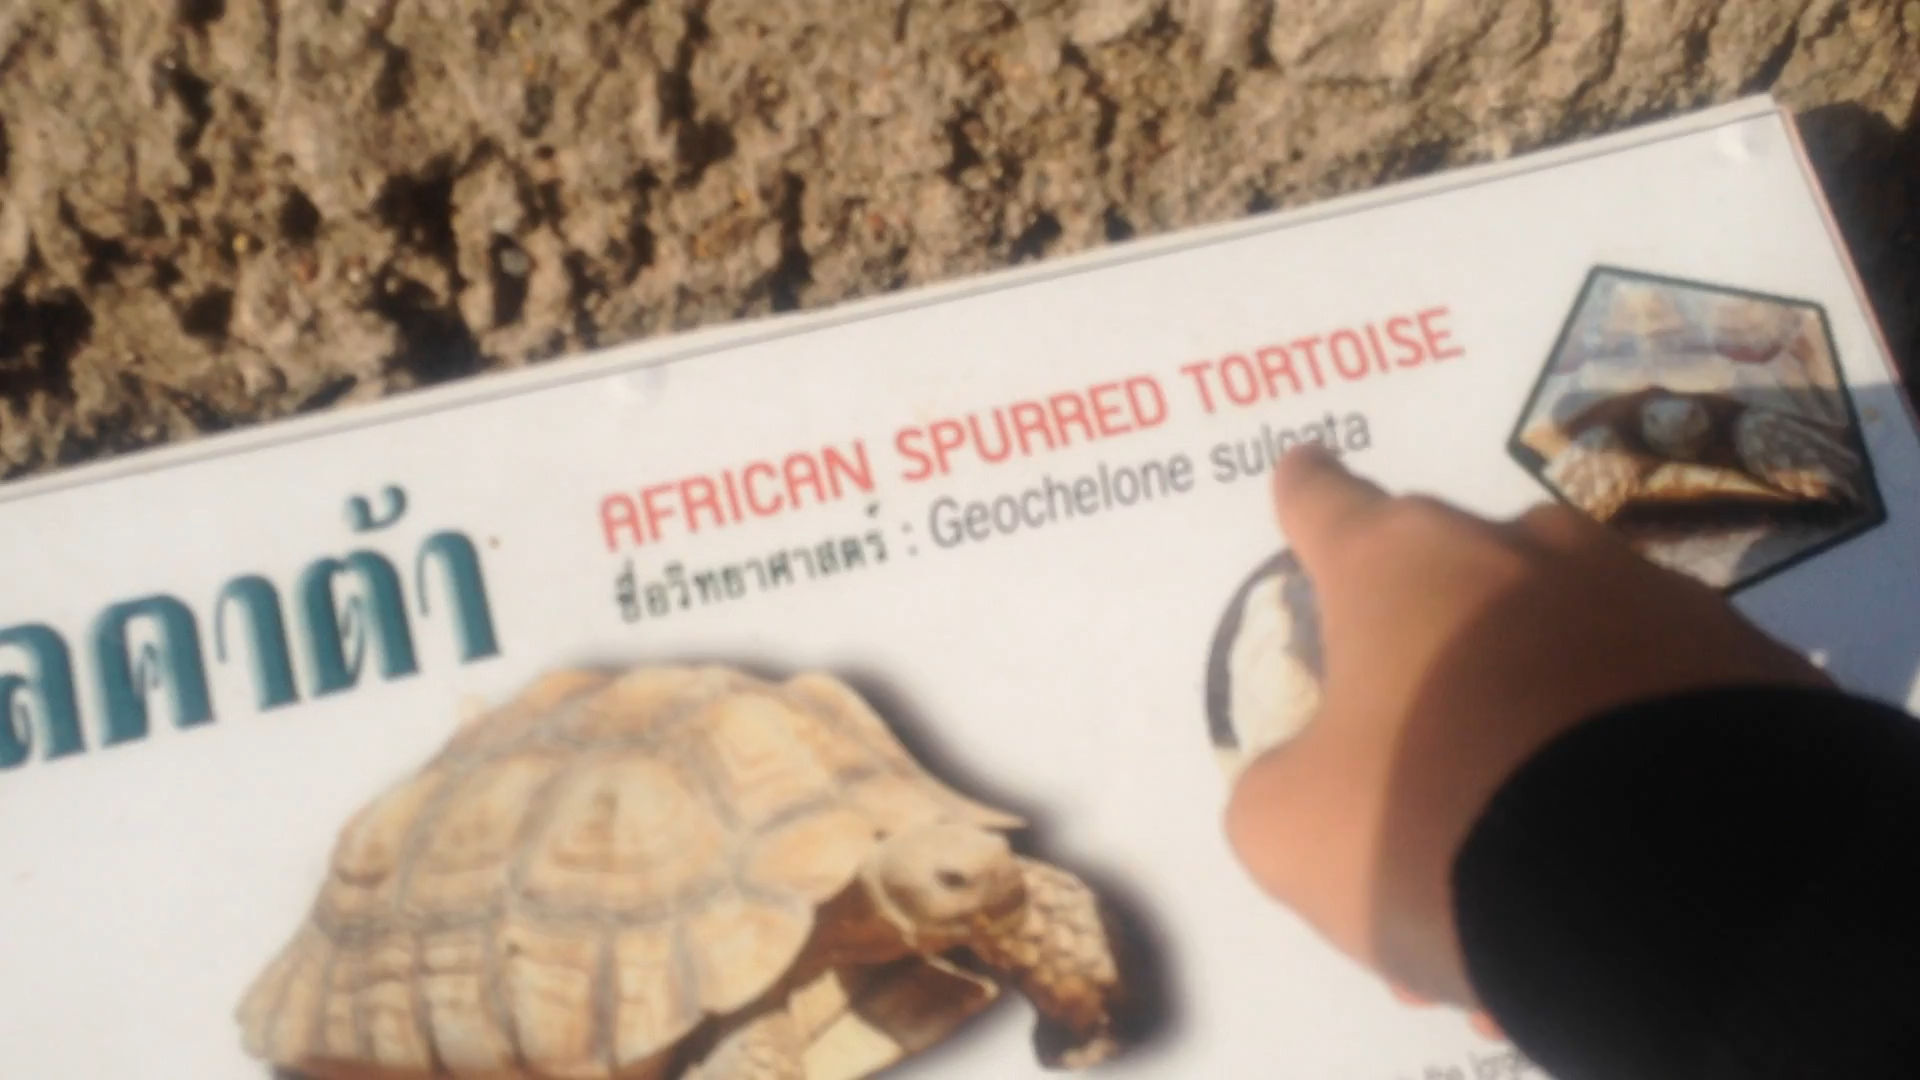 ลคาต้า
AFRICAN SPURRED TORTOISE
ชื่อวิทยาศาสตร์ : Geochelone sulcata
the